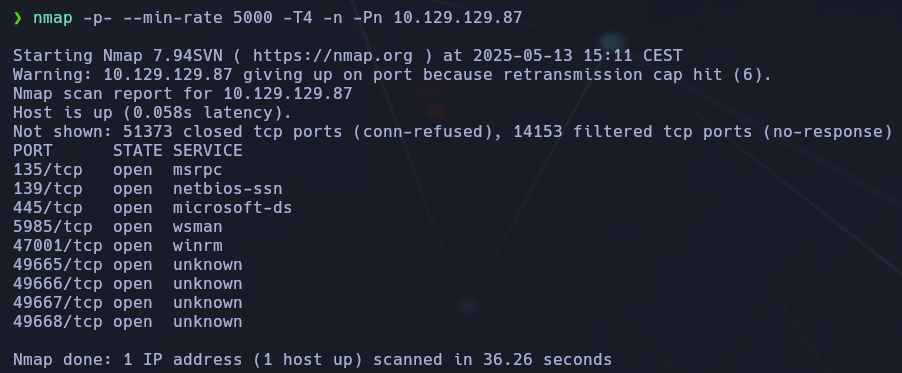 ❯ nmap -p- --min-rate 5000 -T4 -n -Pn 10.129.129.87
Starting Nmap 7.94SVN ( https://nmap.org ) at 2025-05-13 15:11 CEST
Warning: 10.129.129.87 giving up on port because retransmission cap hit (6).
Nmap scan report for 10.129.129.87
Host is up (0.058s latency).
Not shown: 51373 closed tcp ports (conn-refused), 14153 filtered tcp ports (no-response)
PORT      STATE SERVICE
135/tcp   open  msrpc
139/tcp   open  netbios-ssn
445/tcp   open  microsoft-ds
5985/tcp  open  wsman
47001/tcp open  winrm
49665/tcp open  unknown
49666/tcp open  unknown
49667/tcp open  unknown
49668/tcp open  unknown
Nmap done: 1 IP address (1 host up) scanned in 36.26 seconds